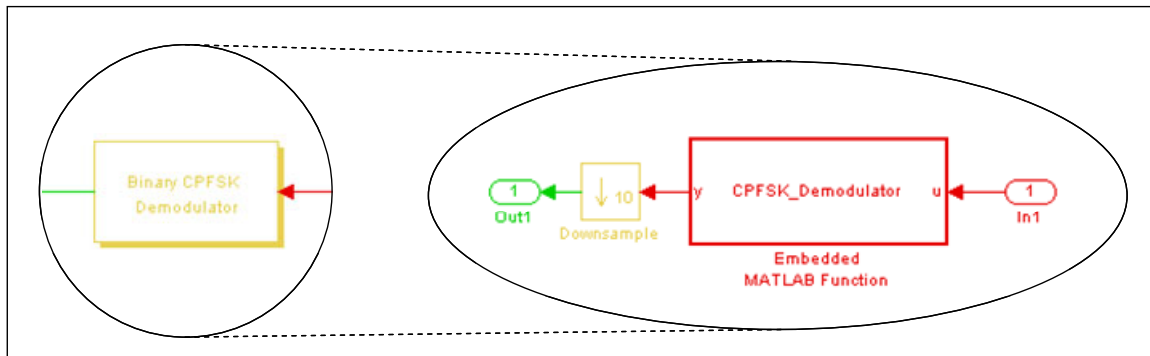 Binary CPFSK
Demodulator
1
Out1
↓ 10
Downsample
y
CPFSK_Demodulator
u
Embedded
MATLAB Function
1
In1